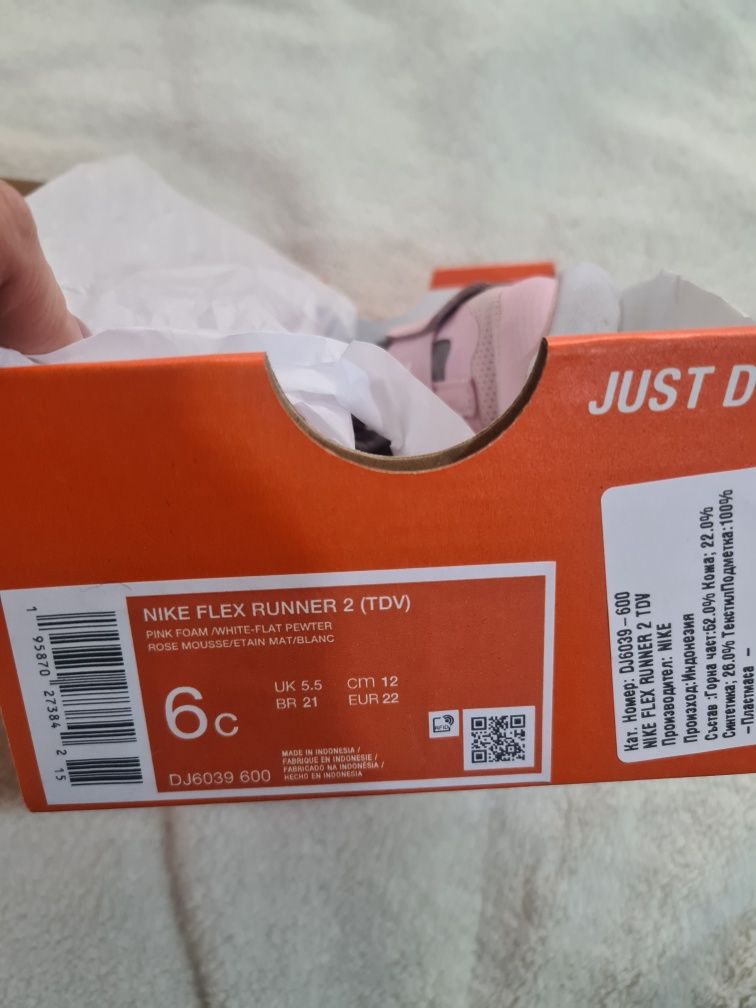 JUST D
NIKE FLEX RUNNER 2 (TDV)
PINK FOAM /WHITE-FLAT PEWTER
ROSE MOUSSE/ETAIN MAT/BLANC
6C
UK 5.5 cm 12
BR 21 EUR 22
DJ6039 600
MADE IN INDONESIA /
FABRIQUE EN INDONESIE /
FABRICADO NA INDONÉSIA /
HECHO EN INDONESIA
RFID
1 95870 27384 2 15
Кат. Номер: DJ6039-600
NIKE FLEX RUNNER 2 TDV
Производител: NIKE
Произход:Индонезия
Състав :Горна част:52.0% Кожа; 22.0%
Синтетика; 26.0% ТекстилПодметка:100%
-Пластмаса -